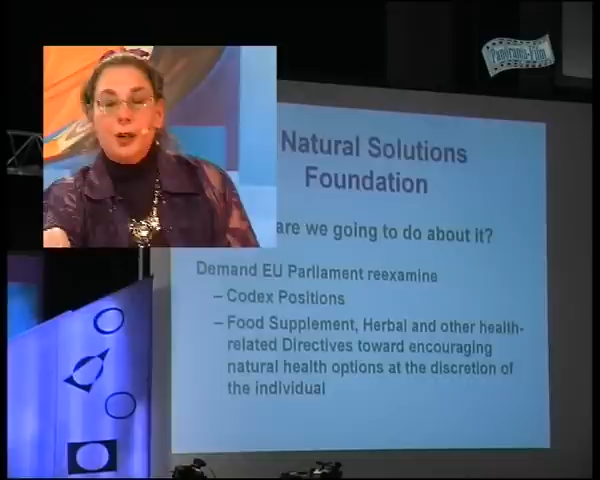 Panorama-Film
Natural Solutions
Foundation
are we going to do about it?
Demand EU Parliament reexamine
– Codex Positions
– Food Supplement, Herbal and other health-
related Directives toward encouraging
natural health options at the discretion of
the individual